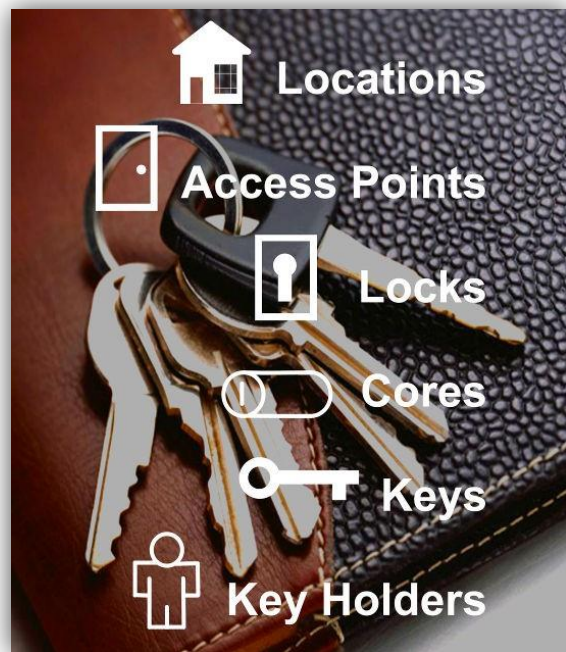 Locations
Access Points
Locks
Cores
Keys
Key Holders